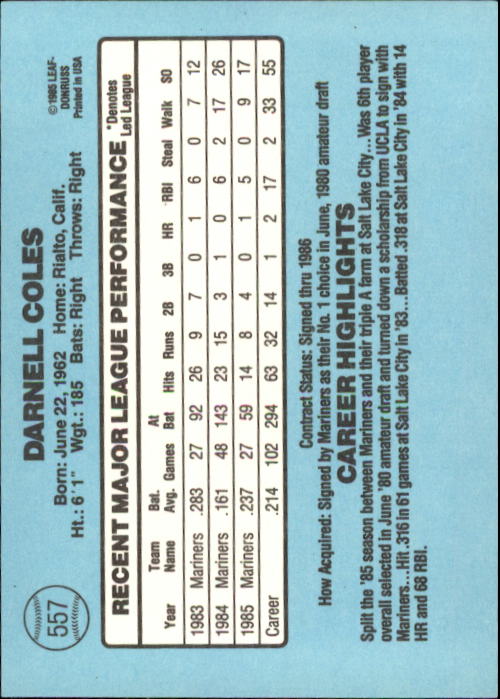 557
DARNELL COLES
©1985 LEAF-
DONRUSS
Printed in USA
Born: June 22, 1962 Home: Rialto, Calif.
Ht.: 6'1" Wgt.: 185 Bats: Right Throws: Right
RECENT MAJOR LEAGUE PERFORMANCE
*Denotes
Led League
Year Team Name Bat. Avg. Games At Bat Hits Runs 2B 3B HR RBI Steal Walk SO
1983 Mariners .283 27 92 26 9 7 0 1 6 0 7 12
1984 Mariners .161 48 143 23 15 3 1 0 6 2 17 26
1985 Mariners .237 27 59 14 8 4 0 1 5 0 9 17
Career .214 102 294 63 32 14 1 2 17 2 33 55
Contract Status: Signed thru 1986
How Acquired: Signed by Mariners as their No. 1 choice in June, 1980 amateur draft
CAREER HIGHLIGHTS
Split the '85 season between Mariners and their triple A farm at Salt Lake City... Was 6th player
overall selected in June '80 amateur draft and turned down a scholarship from UCLA to sign with
Mariners...Hit .316 in 61 games at Salt Lake City in '83...Batted .318 at Salt Lake City in '84 with 14
HR and 68 RBI.